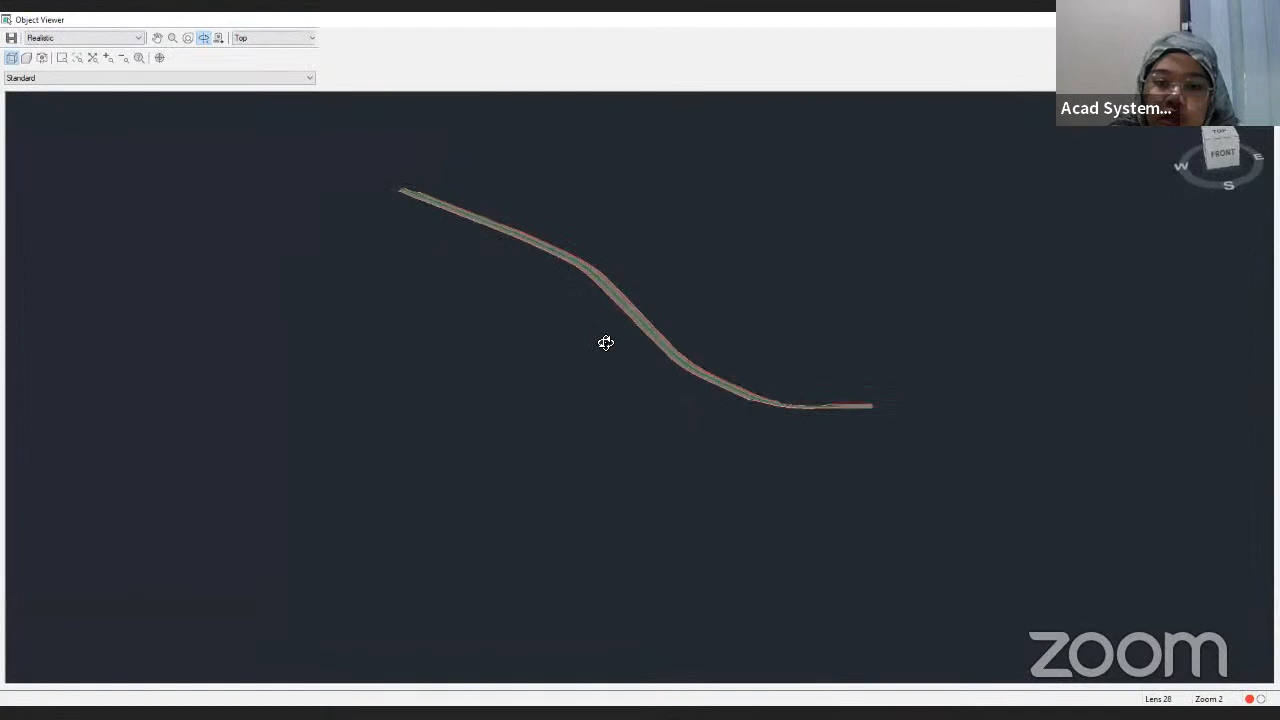 Object Viewer
Realistic
Top
Standard
Acad System...
TOP
FRONT
W
E
S
zoom
Lens 28
Zoom 2